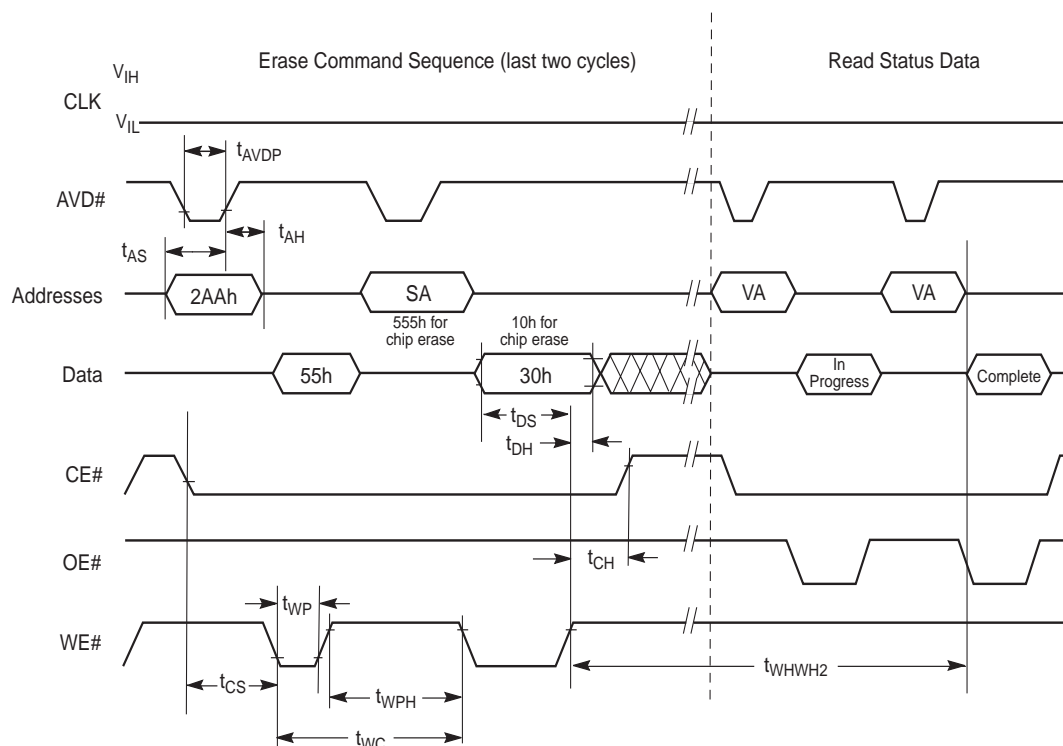 Erase Command Sequence (last two cycles)
Read Status Data
VIH
CLK
VIL
tAVDP
AVD#
tAH
tAS
Addresses
2AAh
SA
VA
VA
555h for
chip erase
10h for
chip erase
Data
55h
30h
In
Progress
Complete
tDS
tDH
CE#
OE#
tCH
tWP
WE#
tWHWH2
tCS
tWPH
tWC